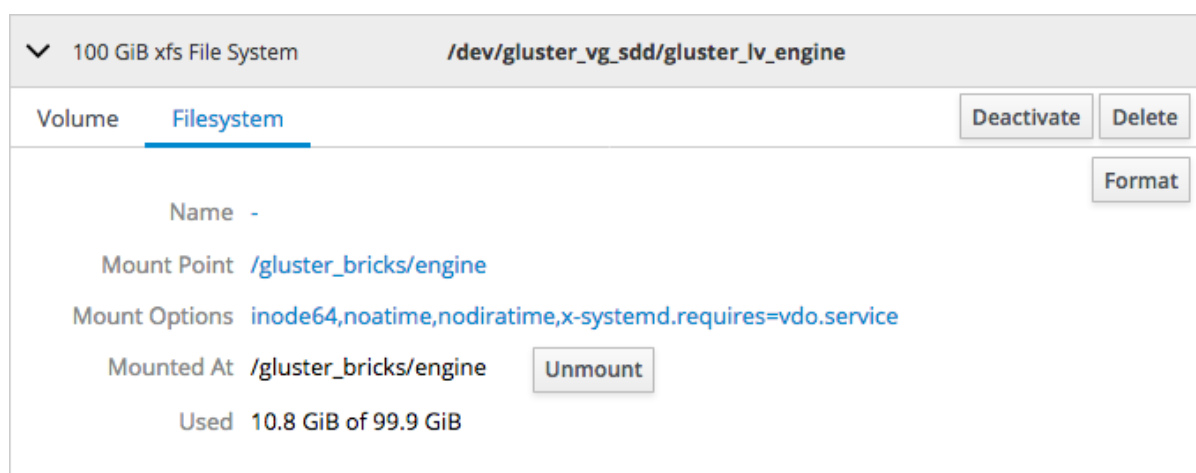 100 GiB xfs File System /dev/gluster_vg_sdd/gluster_lv_engine
Volume Filesystem Deactivate Delete
Format
Name -
Mount Point /gluster_bricks/engine
Mount Options inode64,noatime,nodiratime,x-systemd.requires=vdo.service
Mounted At /gluster_bricks/engine Unmount
Used 10.8 GiB of 99.9 GiB